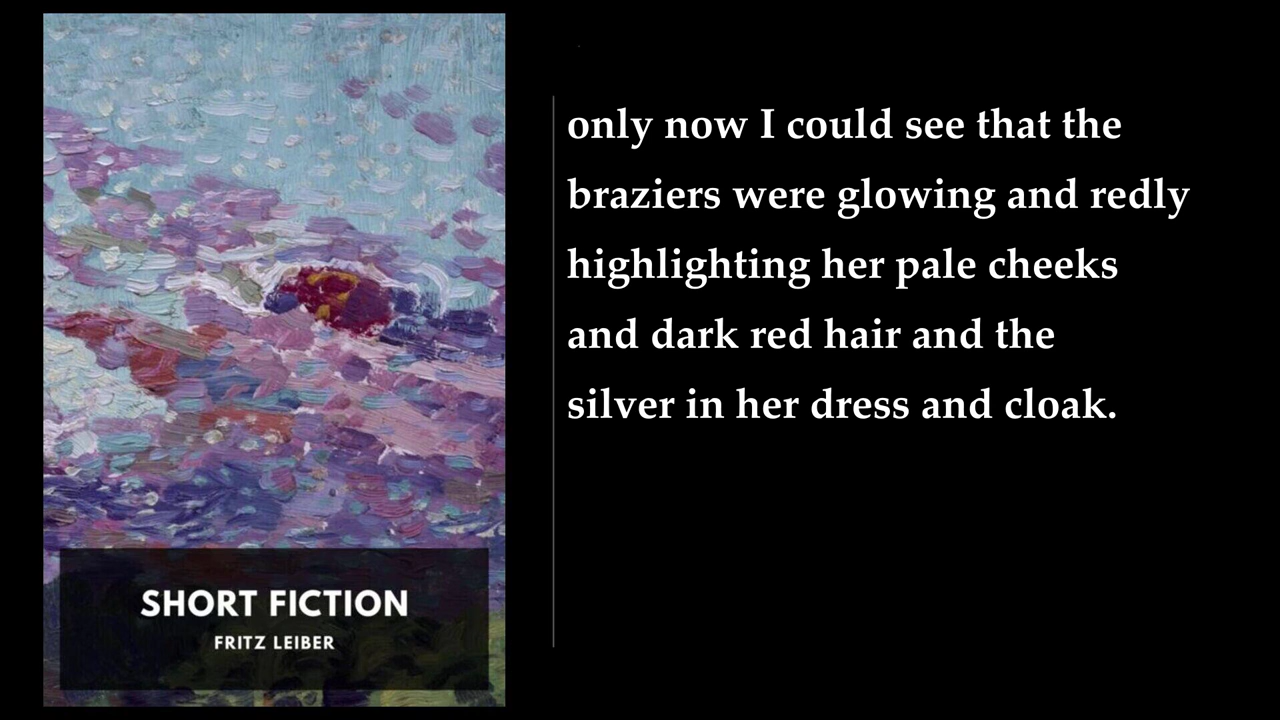 SHORT FICTION
FRITZ LEIBER
only now I could see that the
braziers were glowing and redly
highlighting her pale cheeks
and dark red hair and the
silver in her dress and cloak.